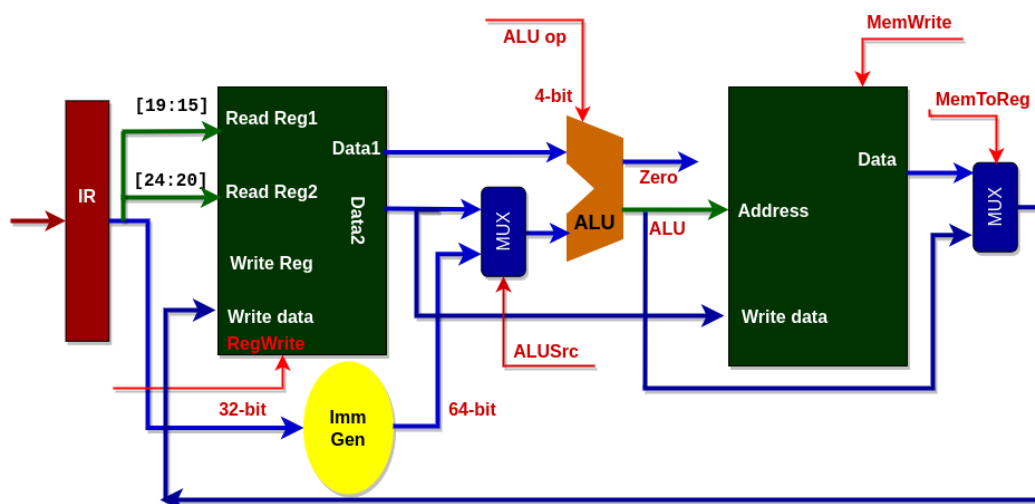 MemWrite
ALU op
4-bit
MemToReg
[19:15]
Read Reg1
Data1
Data
IR
[24:20]
Read Reg2
Data2
MUX
Zero
MUX
ALU
ALU
Address
Write Reg
Write data
RegWrite
Write data
ALUSrc
32-bit
64-bit
Imm
Gen